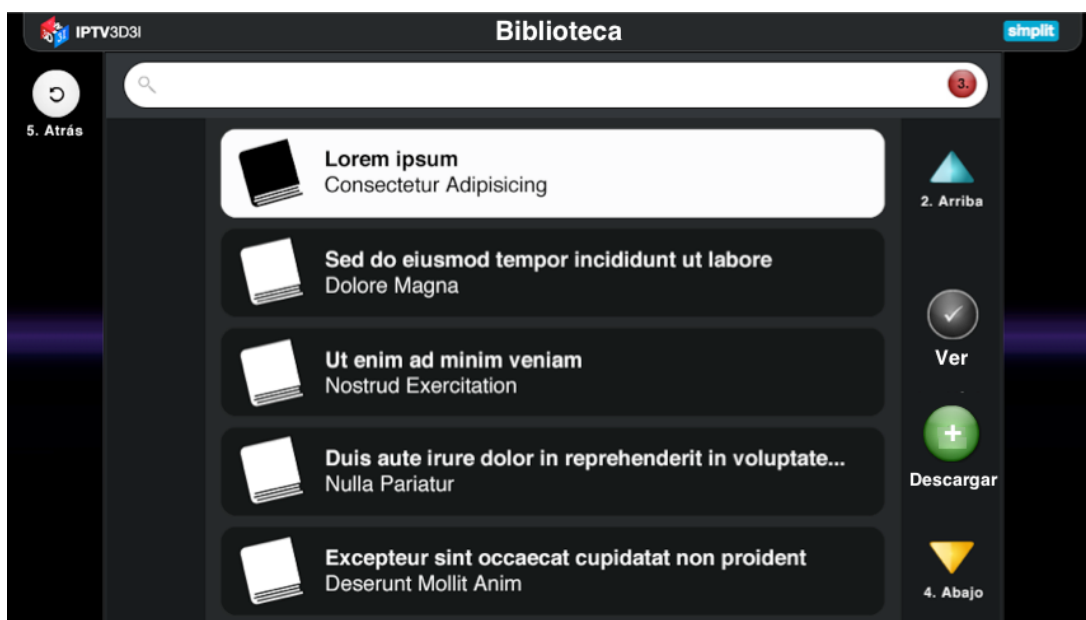 IPTV3D3I
Biblioteca
simplit
3.
5. Atrás
Lorem ipsum
Consectetur Adipisicing
2. Arriba
Sed do eiusmod tempor incididunt ut labore
Dolore Magna
Ver
Ut enim ad minim veniam
Nostrud Exercitation
Descargar
Duis aute irure dolor in reprehenderit in voluptate...
Nulla Pariatur
Excepteur sint occaecat cupidatat non proident
Deserunt Mollit Anim
4. Abajo